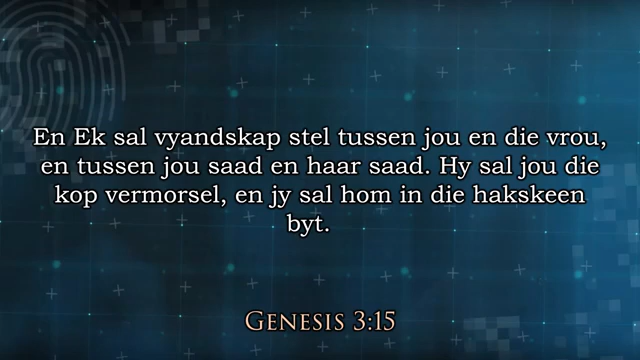 En Ek sal vyandskap stel tussen jou en die vrou,
en tussen jou saad en haar saad. Hy sal jou die
kop vermorsel, en jy sal hom in die hakskeen
byt.
Genesis 3:15